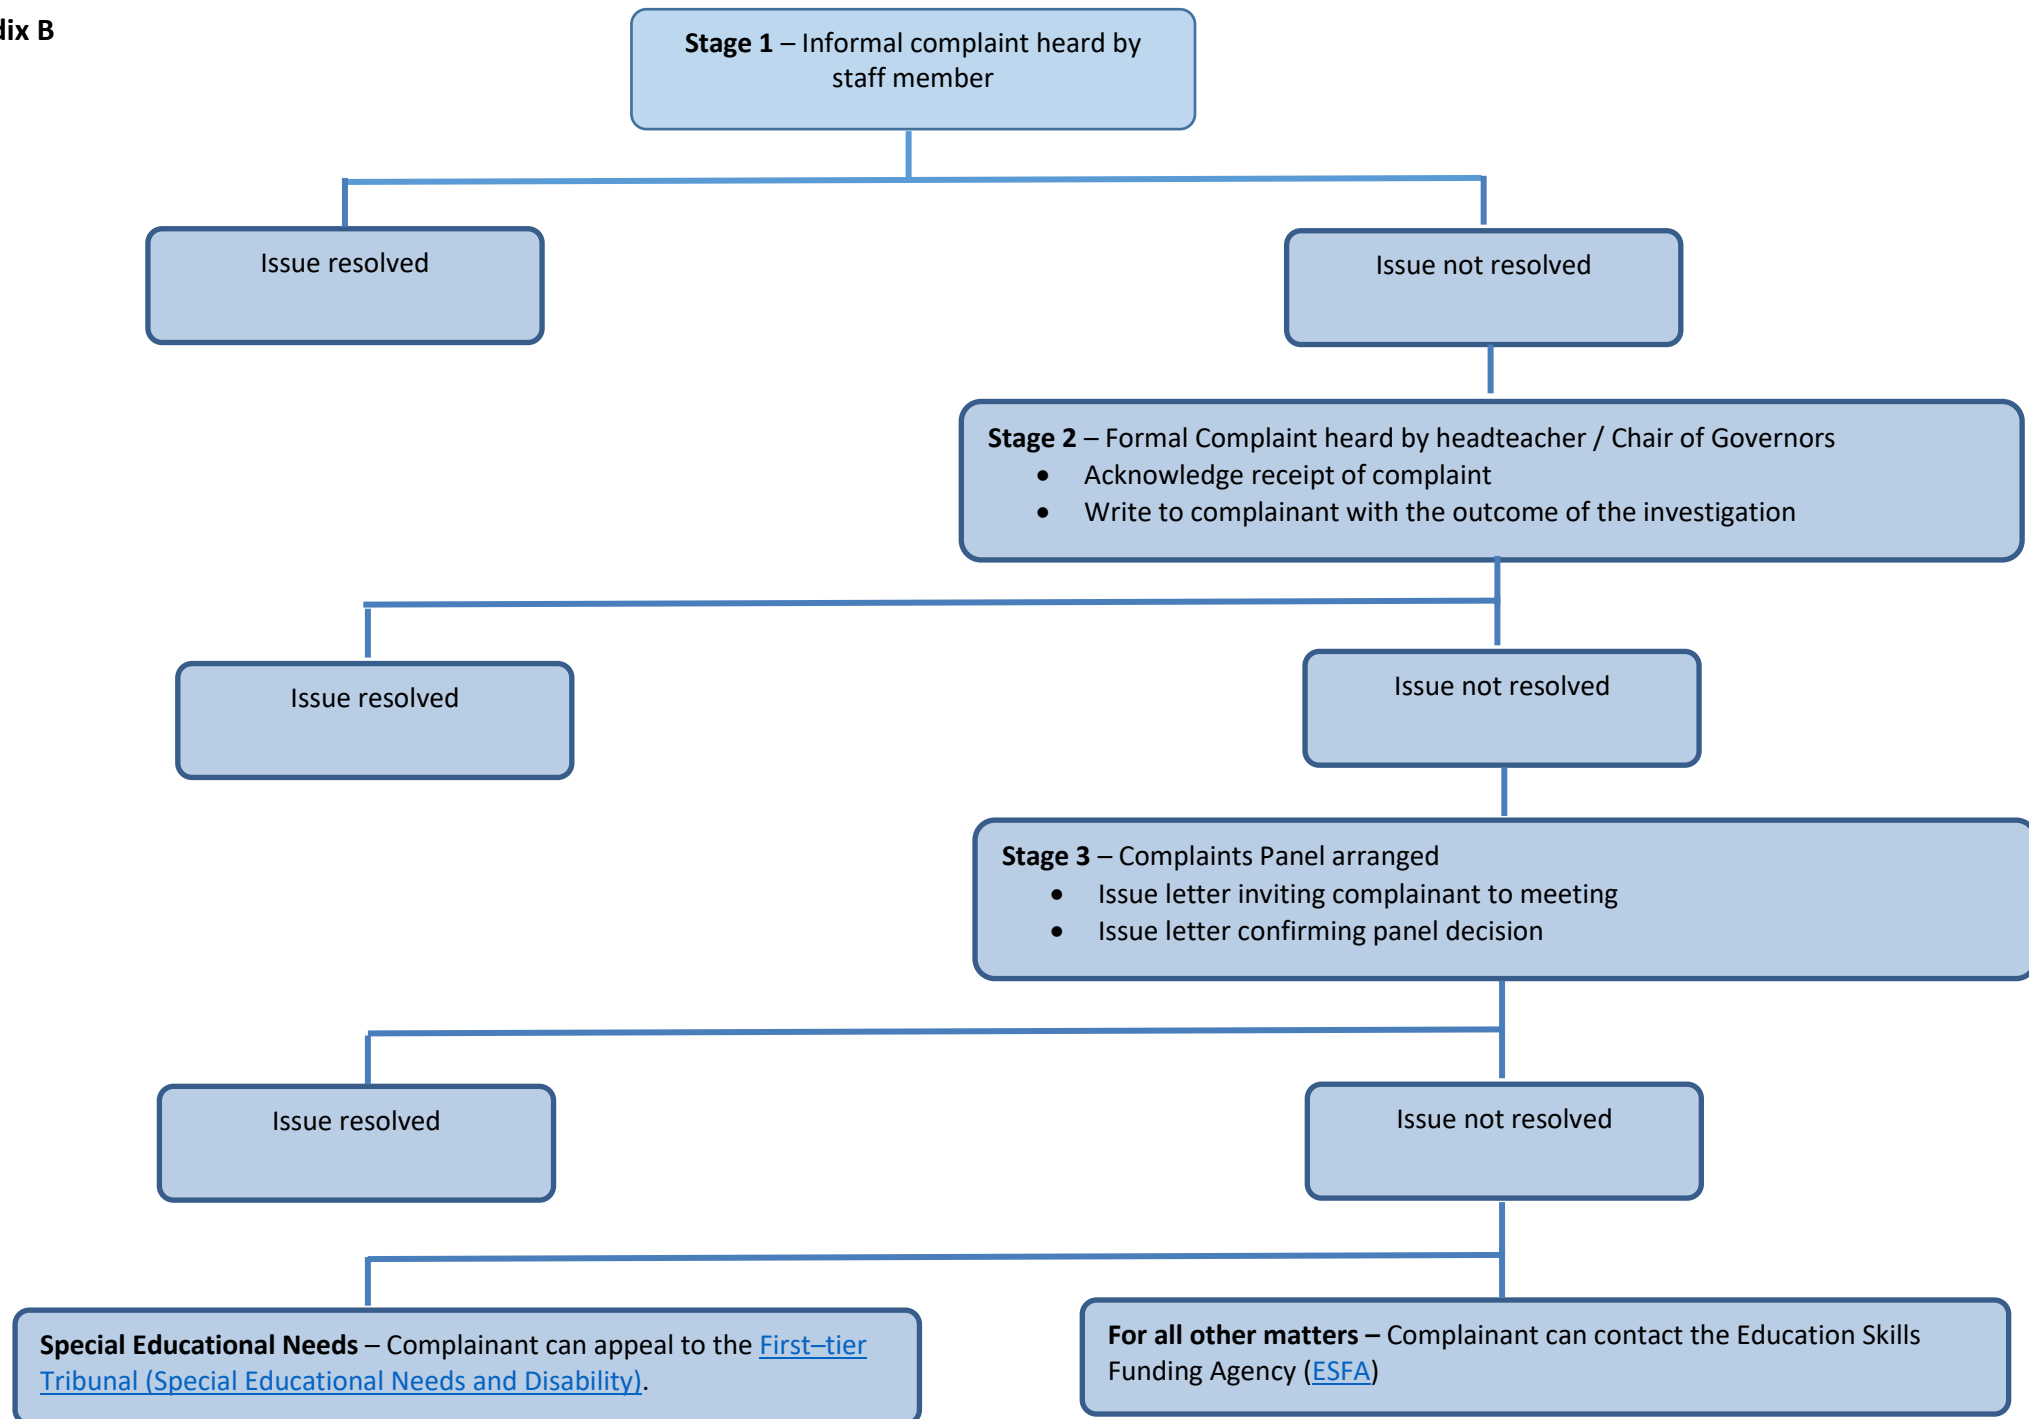 dix B
Stage 1 – Informal complaint heard by
staff member
Issue resolved
Issue not resolved
Stage 2 – Formal Complaint heard by headteacher / Chair of Governors
• Acknowledge receipt of complaint
• Write to complainant with the outcome of the investigation
Issue resolved
Issue not resolved
Stage 3 – Complaints Panel arranged
• Issue letter inviting complainant to meeting
• Issue letter confirming panel decision
Issue resolved
Issue not resolved
Special Educational Needs – Complainant can appeal to the First–tier
Tribunal (Special Educational Needs and Disability).
For all other matters – Complainant can contact the Education Skills
Funding Agency (ESFA)